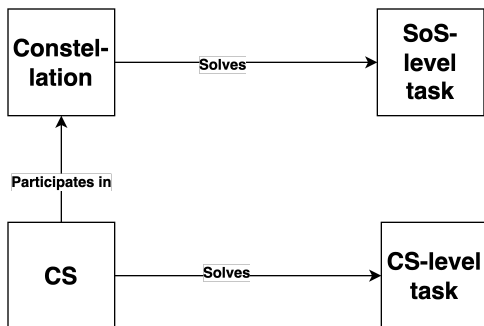 Constel-
lation
Solves
SoS-
level
task
Participates in
CS
Solves
CS-level
task